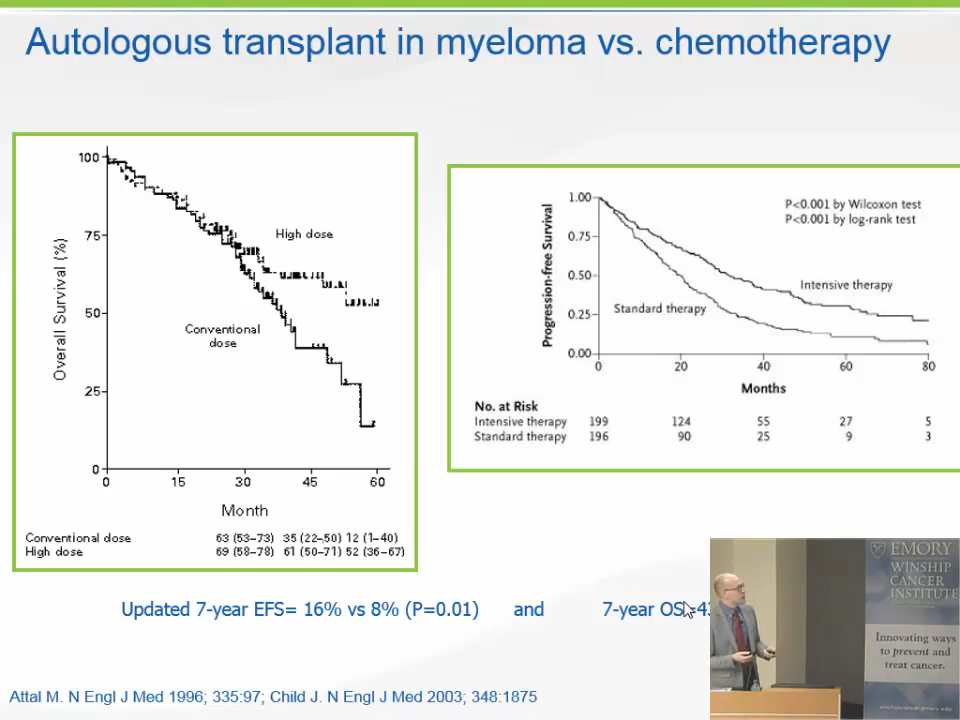 Autologous transplant in myeloma vs. chemotherapy
100
75
50
25
0
Overall Survival (%)
High dose
Conventional
dose
0 15 30 45 60
Month
Conventional dose 63 (53–73) 35 (22–50) 12 (1–40)
High dose 69 (58–78) 61 (50–71) 52 (36–67)
1.00
0.75
0.50
0.25
0.00
Progression-free Survival
P<0.001 by Wilcoxon test
P<0.001 by log-rank test
Intensive therapy
Standard therapy
0 20 40 60 80
Months
No. at Risk
Intensive therapy 199 124 55 27 5
Standard therapy 196 90 25 9 3
Updated 7-year EFS= 16% vs 8% (P=0.01) and 7-year OS
Attal M. N Engl J Med 1996; 335:97; Child J. N Engl J Med 2003; 348:1875
EMORY
WINSHIP
CANCER
INSTITUTE
Innovating ways
to prevent and
treat cancer.